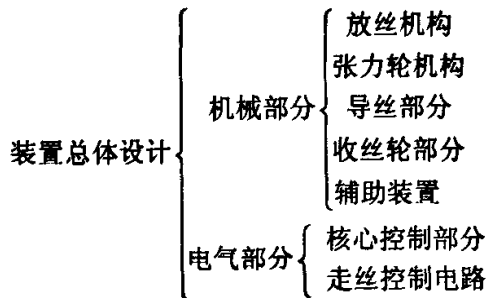 放丝机构
张力轮机构
机械部分
导丝部分
装置总体设计
收丝轮部分
辅助装置
核心控制部分
电气部分
走丝控制电路